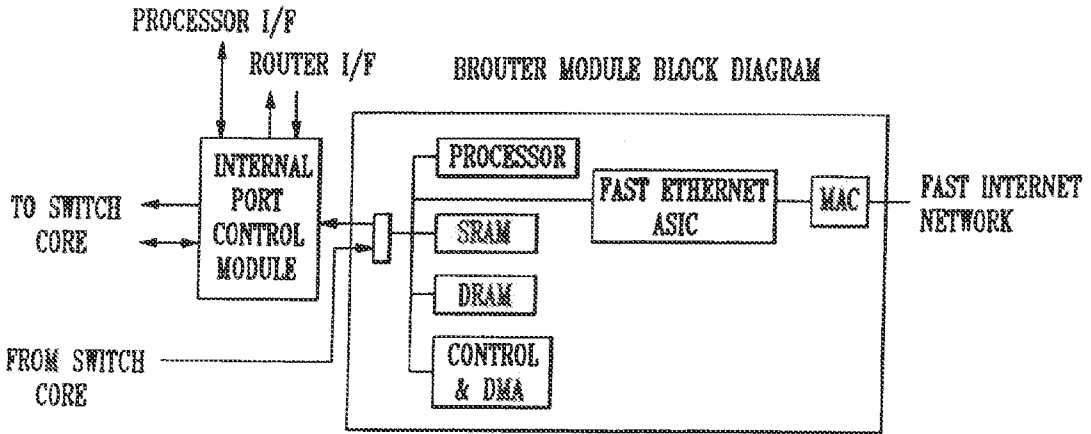 PROCESSOR I/F
ROUTER I/F
BROUTER MODULE BLOCK DIAGRAM
INTERNAL
PORT
CONTROL
MODULE
TO SWITCH
CORE
FROM SWITCH
CORE
PROCESSOR
SRAM
DRAM
CONTROL
& DMA
FAST ETHERNET
ASIC
MAC
FAST INTERNET
NETWORK